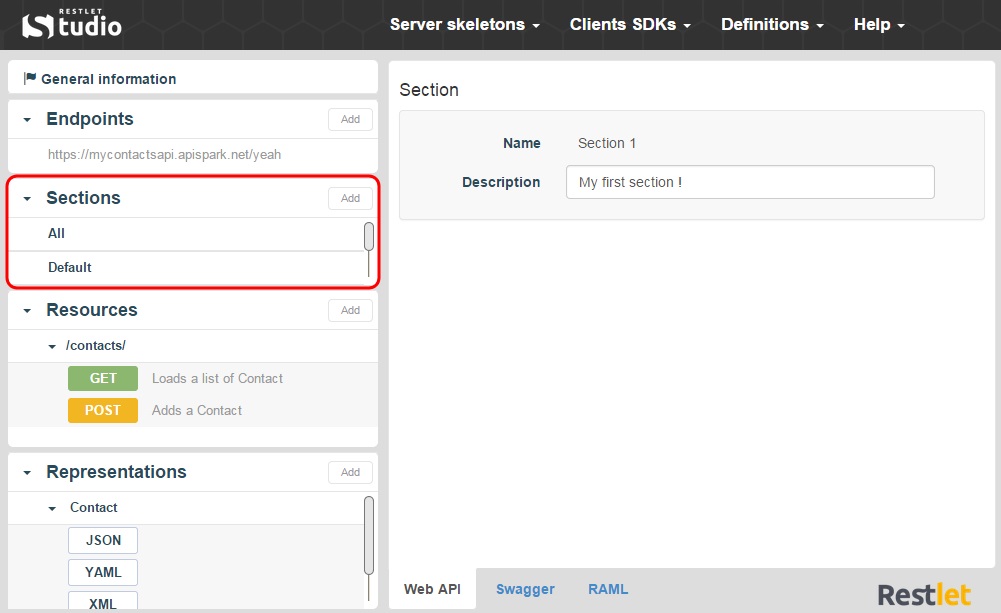 RESTLET
Studio
Server skeletons
Clients SDKs
Definitions
Help
General information
Endpoints
Add
https://mycontactsapi.apispark.net/yeah
Sections
Add
All
Default
Resources
Add
/contacts/
GET
Loads a list of Contact
POST
Adds a Contact
Representations
Add
Contact
JSON
YAML
XML
Section
Name
Section 1
Description
My first section !
Web API
Swagger
RAML
Restlet